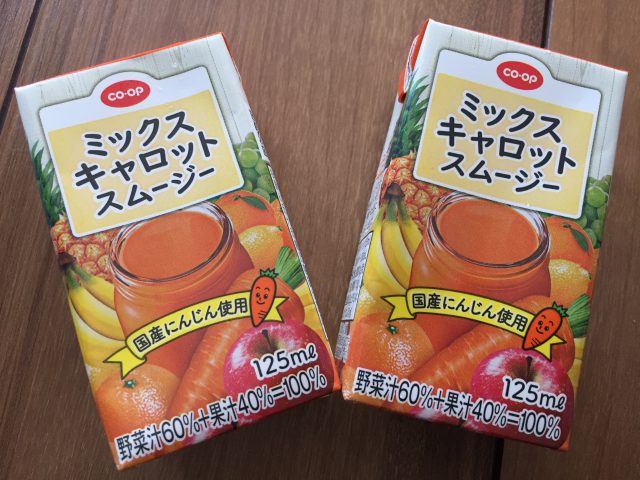 CO·OP
ミックス
キャロット
スムージー
国産にんじん使用
125ml
野菜汁60%+果汁40%=100%
CO·OP
ミックス
キャロット
スムージー
国産にんじん使用
125ml
野菜汁60%+果汁40%=100%